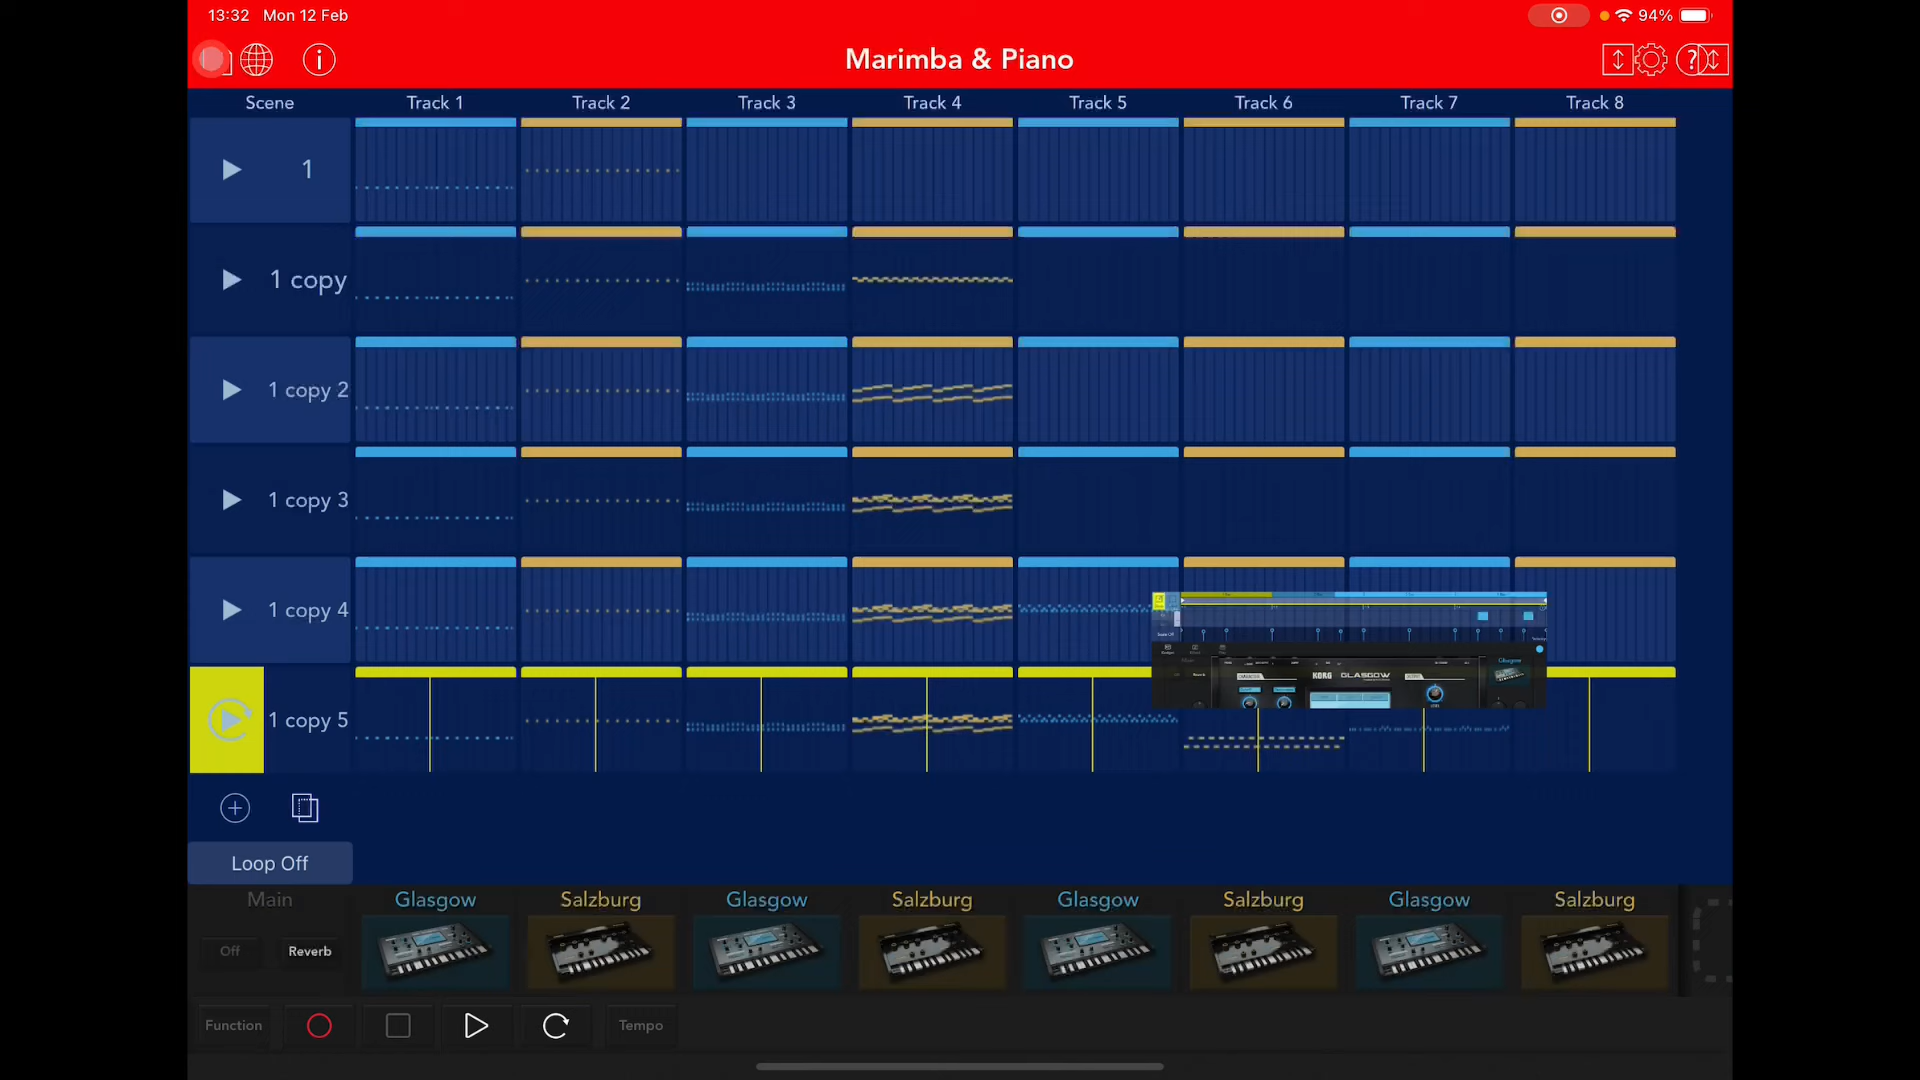 13:32 Mon 12 Feb 94%
Marimba & Piano
Scene Track 1 Track 2 Track 3 Track 4 Track 5 Track 6 Track 7 Track 8
1
1 copy
1 copy 2
1 copy 3
1 copy 4
KORG GLASGOW Glasgow
1 copy 5
Loop Off
Main Glasgow Salzburg Glasgow Salzburg Glasgow Salzburg Glasgow Salzburg
Off Reverb
Function Tempo